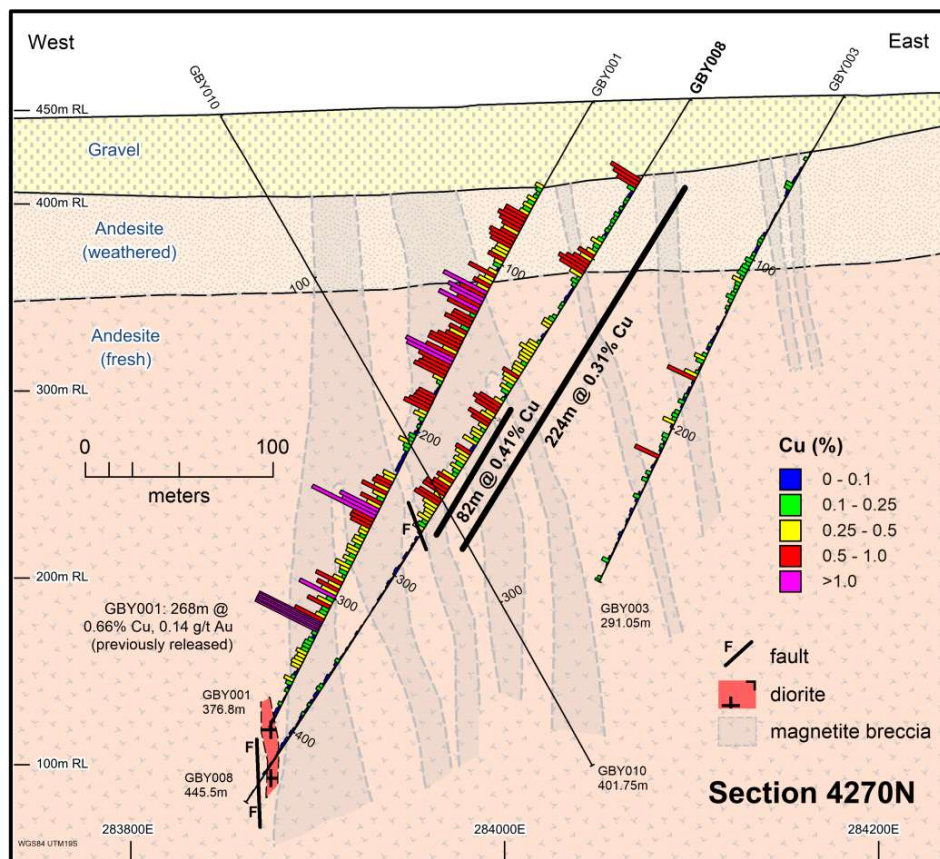 West
East
GBY010
GBY001
GBY008
GBY003
450m RL
Gravel
400m RL
Andesite
(weathered)
100
100
100
Andesite
(fresh)
300m RL
0 100
meters
200
200
82m @ 0.41% Cu
224m @ 0.31% Cu
Cu (%)
0 - 0.1
0.1 - 0.25
0.25 - 0.5
0.5 - 1.0
>1.0
F
200m RL
300
300
300
GBY003
291.05m
GBY001: 268m @
0.66% Cu, 0.14 g/t Au
(previously released)
F fault
diorite
magnetite breccia
GBY001
376.8m
400
F
100m RL
GBY008
445.5m
F
GBY010
401.75m
Section 4270N
283800E
284000E
284200E
WGS84 UTM19S